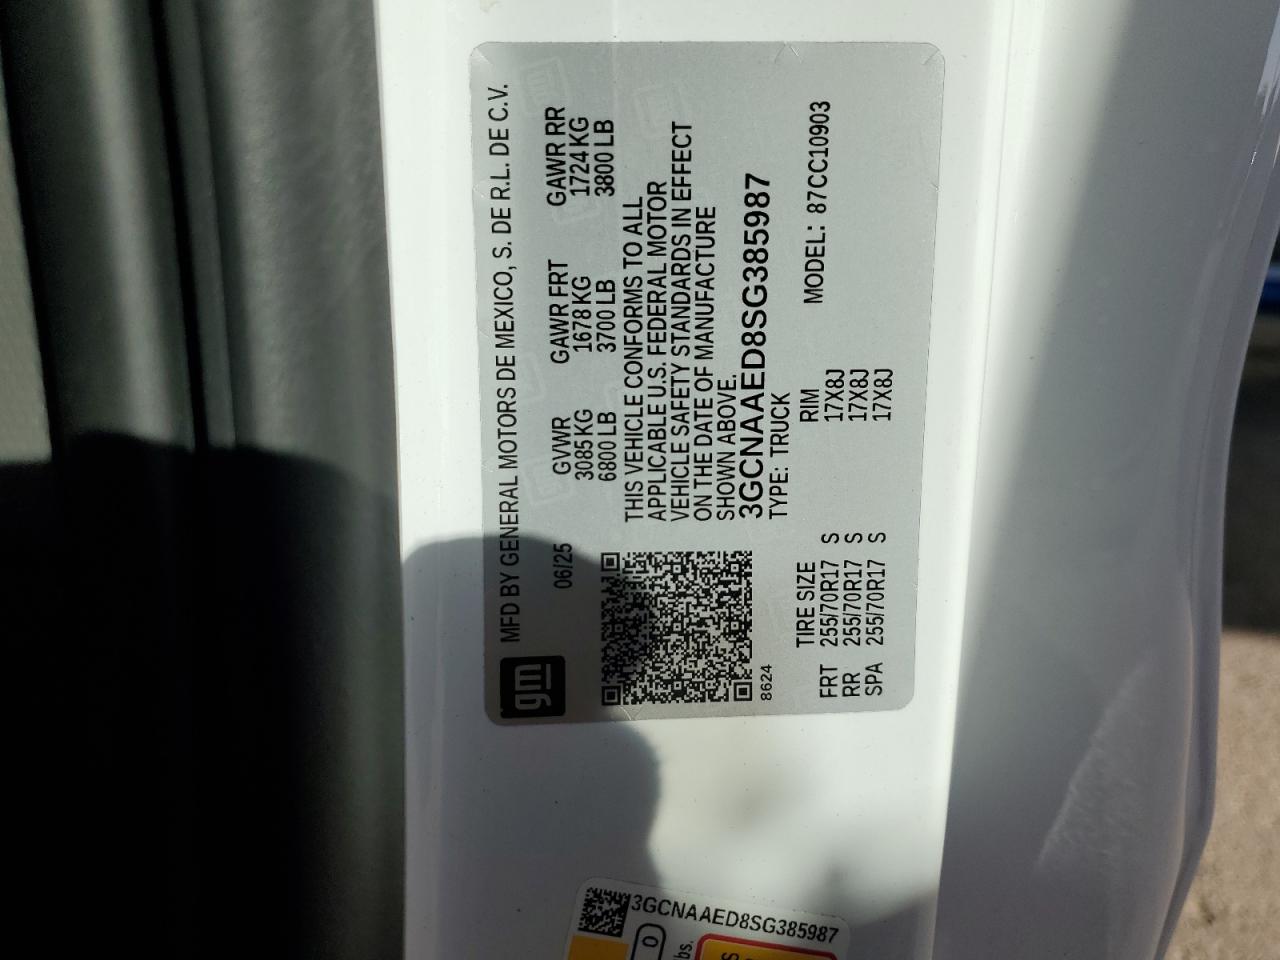 gm MFD BY GENERAL MOTORS DE MEXICO, S. DE R.L. DE C.V.
06/25 GVWR GAWR FRT GAWR RR
3085 KG 1678 KG 1724 KG
6800 LB 3700 LB 3800 LB
THIS VEHICLE CONFORMS TO ALL
APPLICABLE U.S. FEDERAL MOTOR
VEHICLE SAFETY STANDARDS IN EFFECT
ON THE DATE OF MANUFACTURE
SHOWN ABOVE.
3GCNAAED8SG385987
8624 TYPE: TRUCK
TIRE SIZE RIM MODEL: 87CC10903
FRT 255/70R17 S 17X8J
RR 255/70R17 S 17X8J
SPA 255/70R17 S 17X8J
3GCNAAED8SG385987
0
lbs.